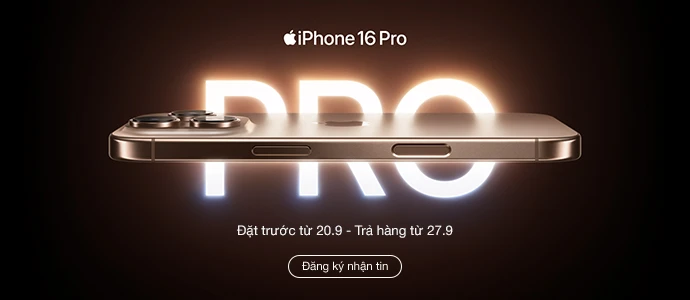 iPhone 16 Pro
PRO
Đặt trước từ 20.9 - Trả hàng từ 27.9
Đăng ký nhận tin